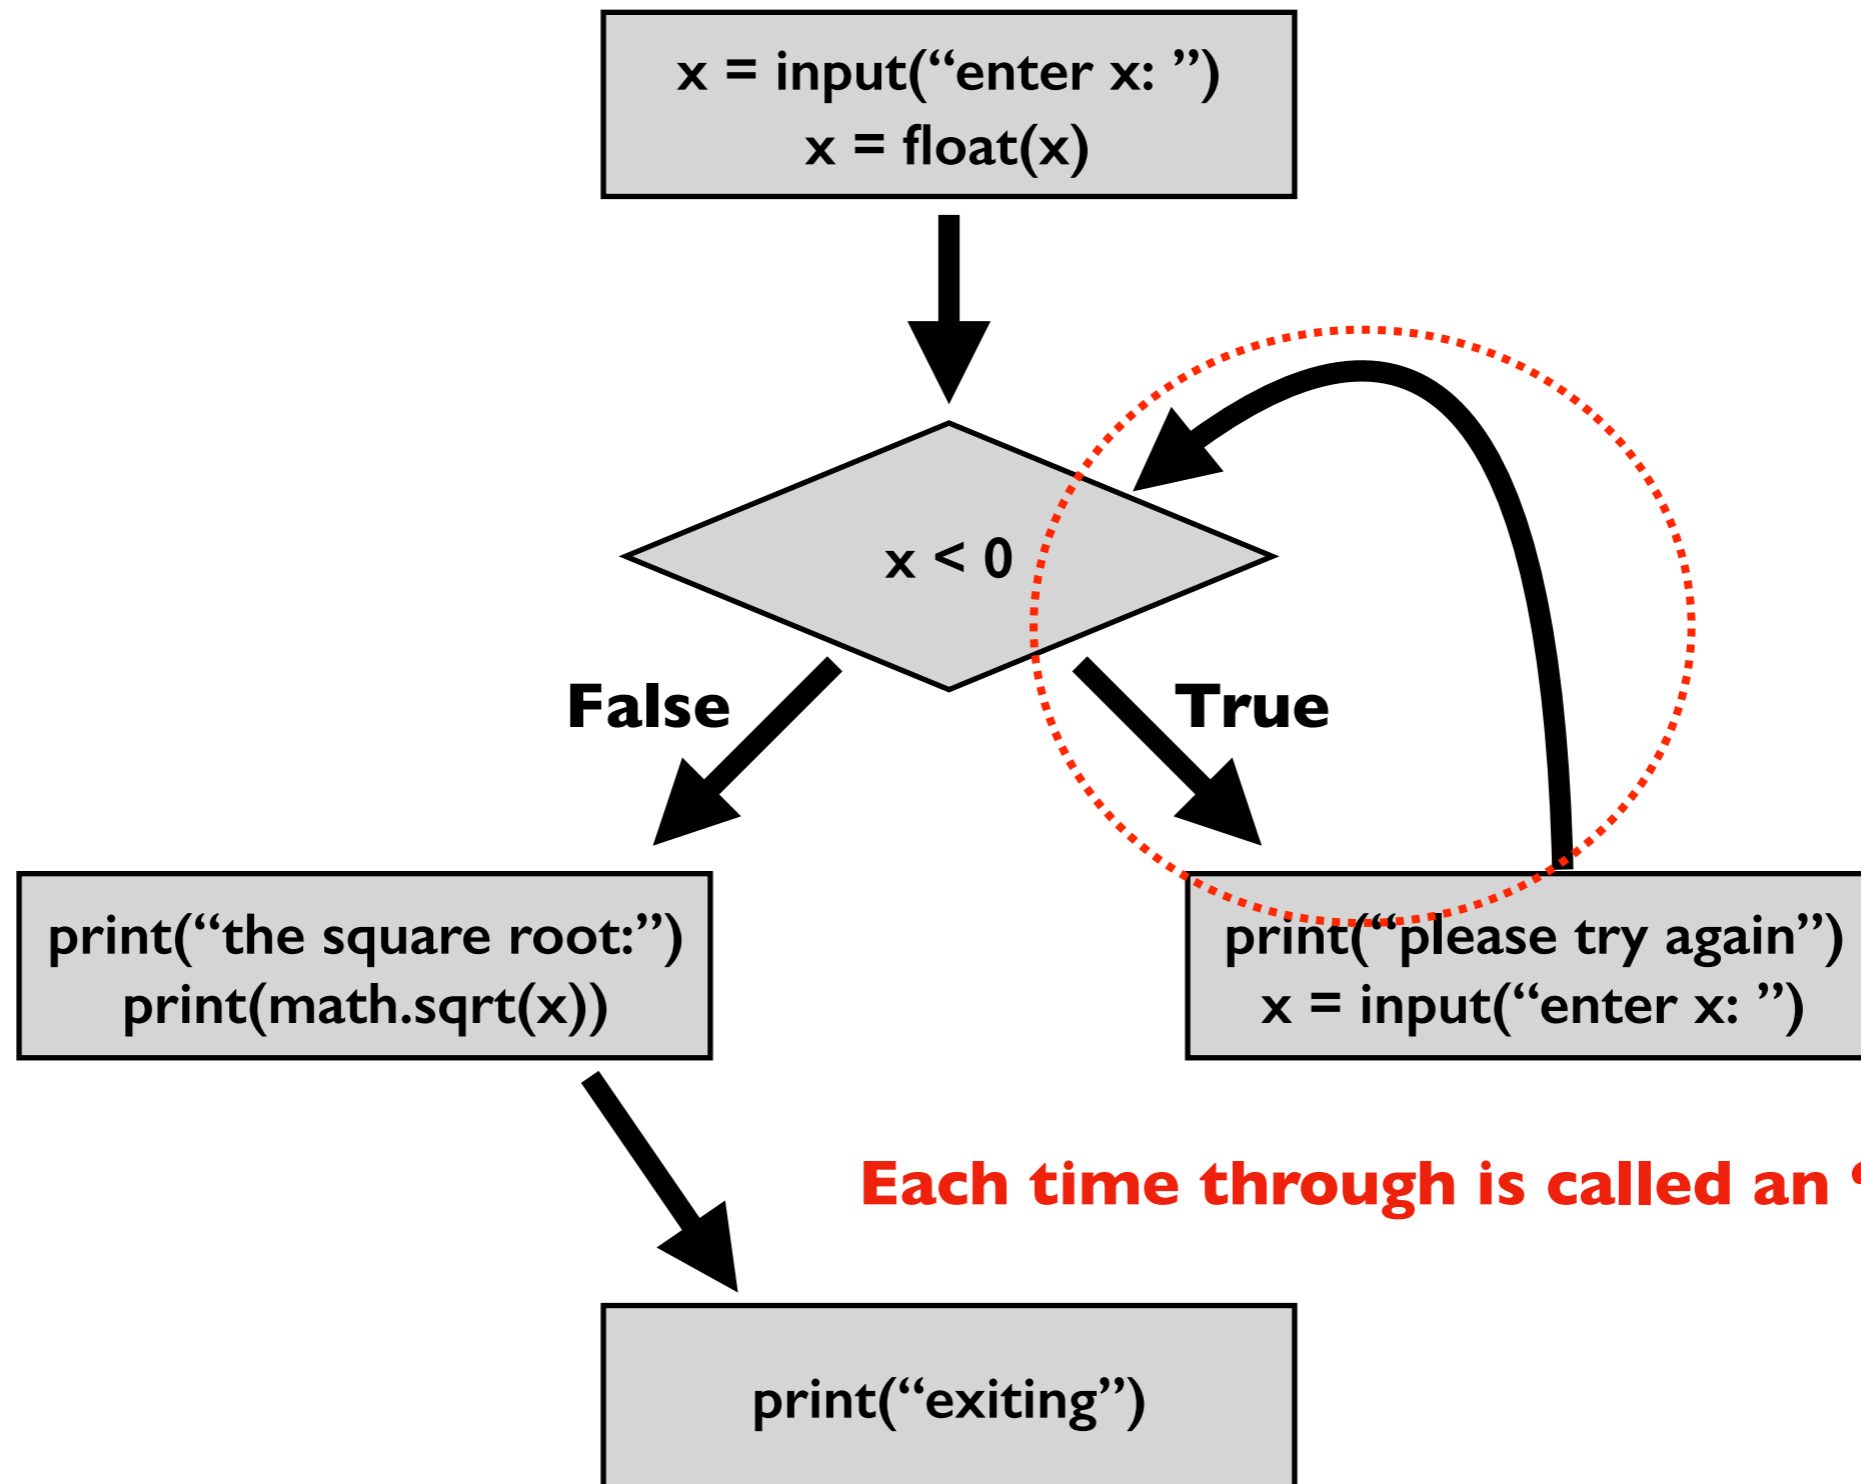 x = input(“enter x: ”)
x = float(x)
x < 0
False
True
print(“the square root:”)
print(math.sqrt(x))
print(“please try again”)
x = input(“enter x: ”)
Each time through is called an “
print(“exiting”)